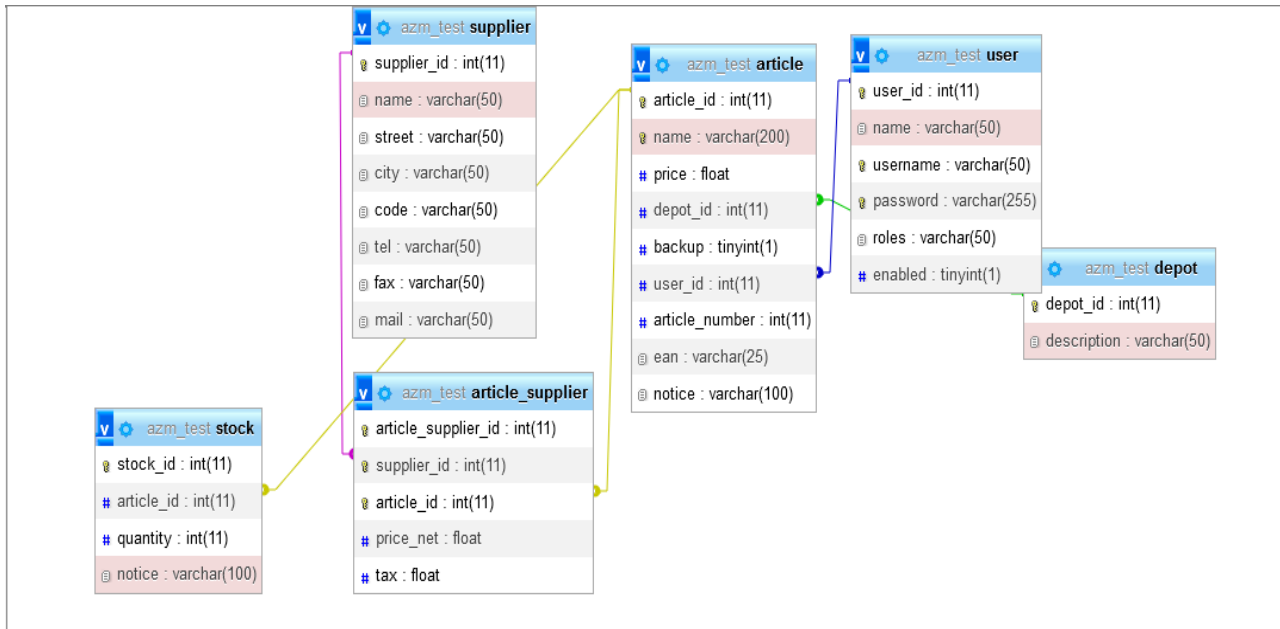 v azm_test supplier
supplier_id : int(11)
name : varchar(50)
street : varchar(50)
city : varchar(50)
code : varchar(50)
tel : varchar(50)
fax : varchar(50)
mail : varchar(50)
v azm_test article
article_id : int(11)
name : varchar(200)
# price : float
# depot_id : int(11)
# backup : tinyint(1)
# user_id : int(11)
# article_number : int(11)
ean : varchar(25)
notice : varchar(100)
v azm_test user
user_id : int(11)
name : varchar(50)
username : varchar(50)
password : varchar(255)
roles : varchar(50)
# enabled : tinyint(1)
azm_test depot
depot_id : int(11)
description : varchar(50)
v azm_test article_supplier
article_supplier_id : int(11)
supplier_id : int(11)
article_id : int(11)
# price_net : float
# tax : float
v azm_test stock
stock_id : int(11)
# article_id : int(11)
# quantity : int(11)
notice : varchar(100)